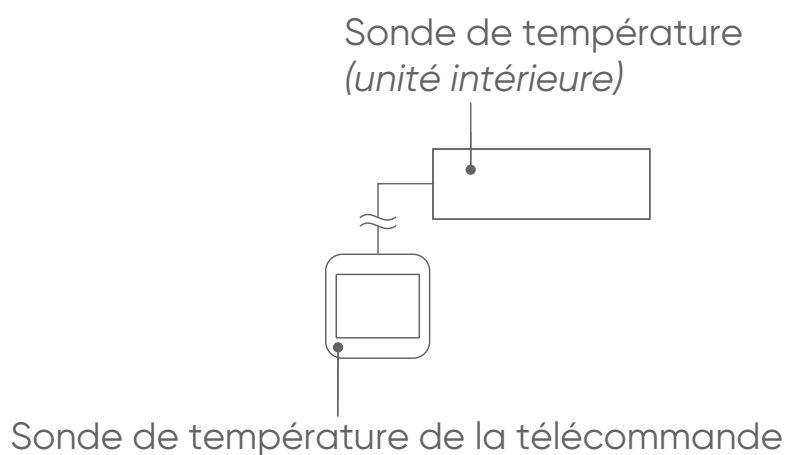 Sonde de température
(unité intérieure)
Sonde de température de la télécommande